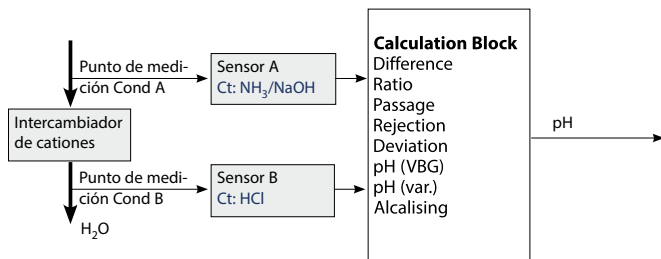 Punto de medi-
ción Cond A
Intercambiador
de cationes
Punto de medi-
ción Cond B
H₂O
Sensor A
Ct: NH₃/NaOH
Sensor B
Ct: HCl
Calculation Block
Difference
Ratio
Passage
Rejection
Deviation
pH (VBG)
pH (var.)
Alcalising
pH